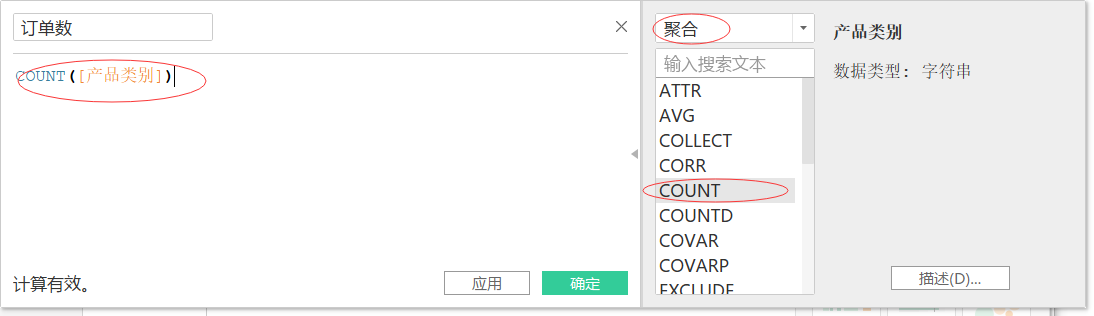 订单数
COUNT([产品类别])
计算有效。
应用
确定
聚合
输入搜索文本
ATTR
AVG
COLLECT
CORR
COUNT
COUNTD
COVAR
COVARP
EXCLUDE
产品类别
数据类型: 字符串
描述(D)...